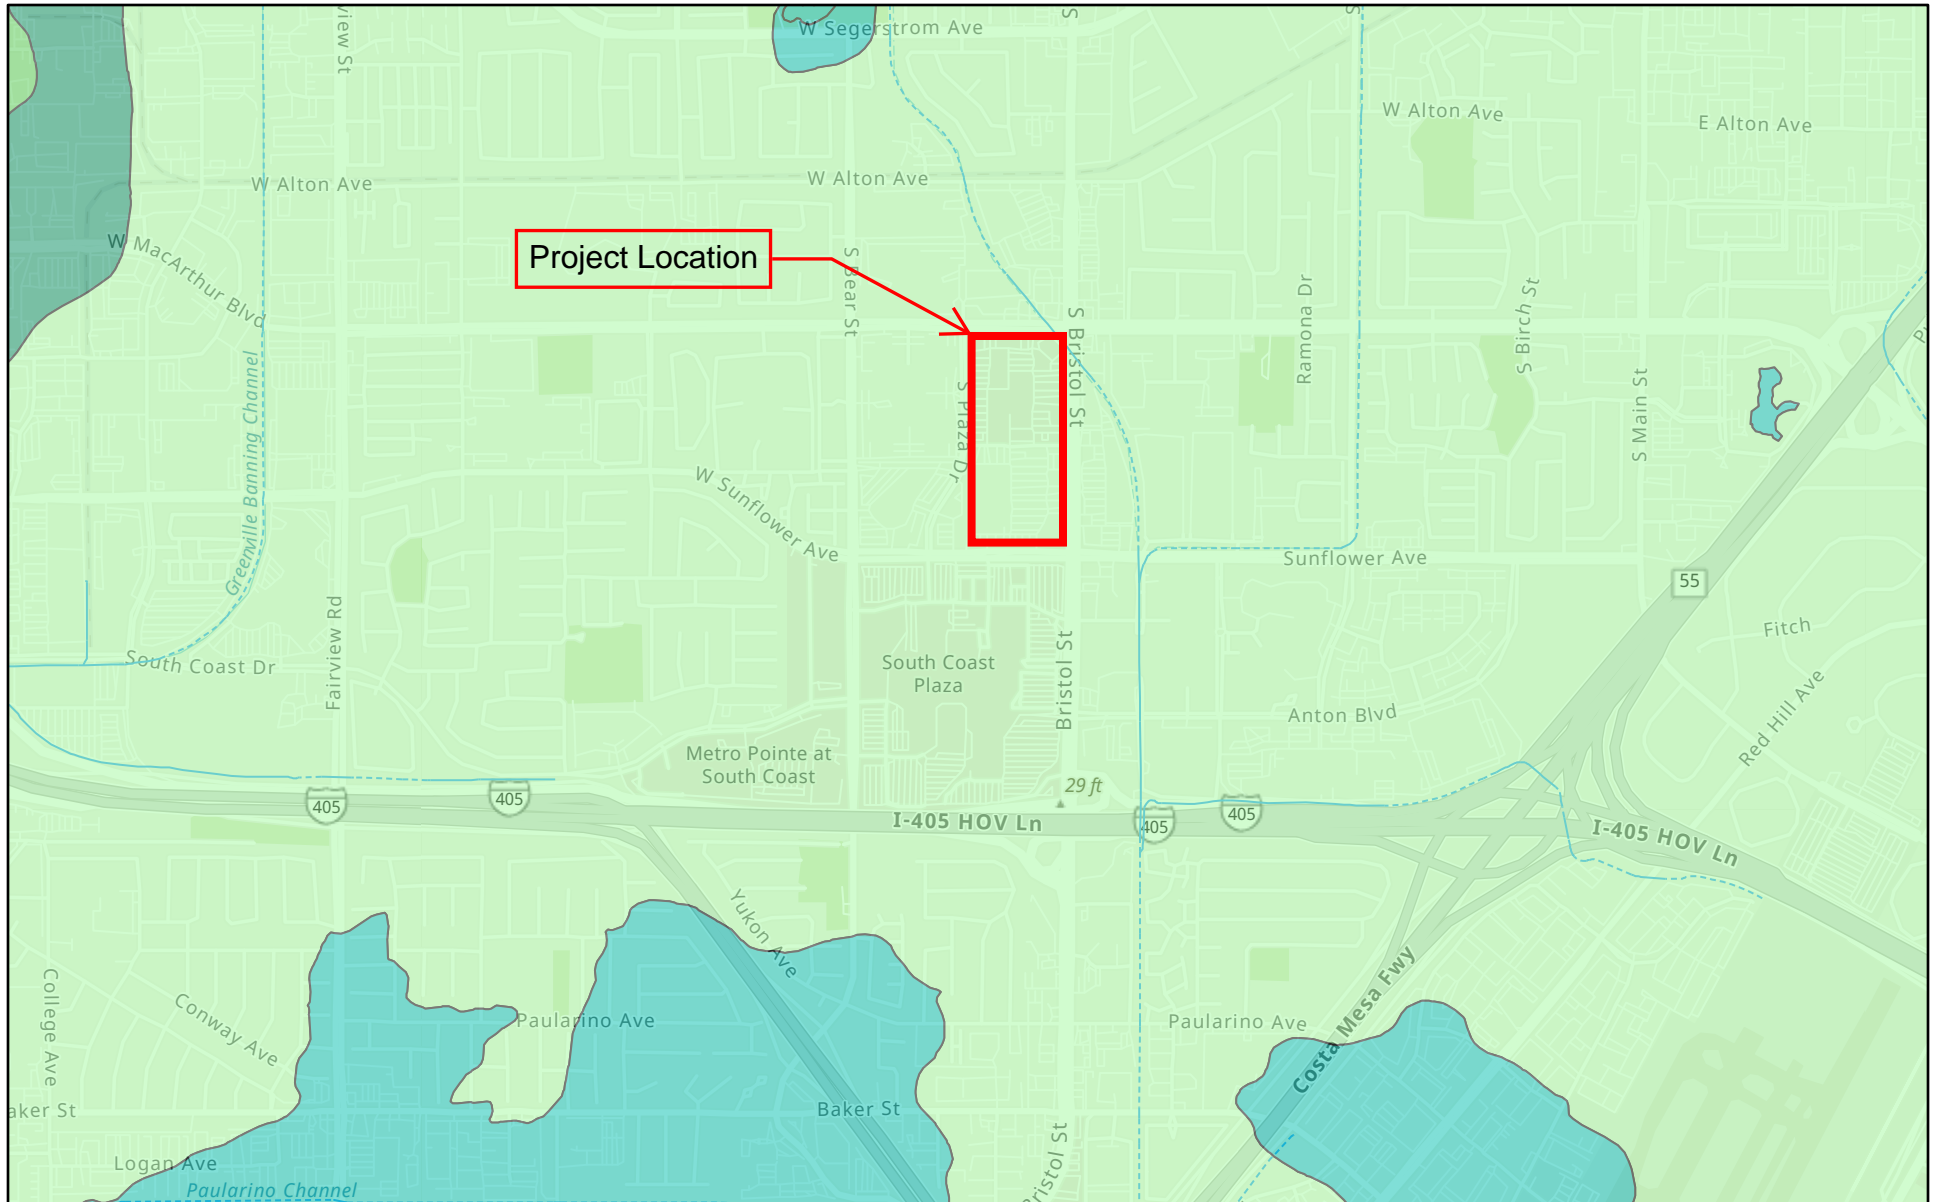 view St
W Segerstrom Ave
S
S
W Alton Ave
E Alton Ave
W Alton Ave
W Alton Ave
W MacArthur Blvd
Project Location
S Bear St
S Bristol St
Ramona Dr
S Birch St
S Main St
Greenville Banning Channel
S Plaza Dr
W Sunflower Ave
Sunflower Ave
55
Fitch
Fairview Rd
South Coast Dr
South Coast
Plaza
Bristol St
Anton Blvd
Red Hill Ave
Metro Pointe at
South Coast
29 ft
405
405
I-405 HOV Ln
405
405
I-405 HOV Ln
Yukon Ave
College Ave
Conway Ave
Paularino Ave
Paularino Ave
Costa Mesa Fwy
aker St
Baker St
Logan Ave
Bristol St
Paularino Channel